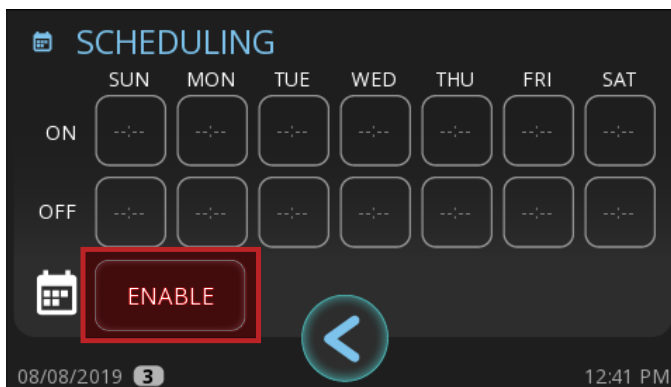 SCHEDULING
SUN MON TUE WED THU FRI SAT
ON --:-- --:-- --:-- --:-- --:-- --:-- --:--
OFF --:-- --:-- --:-- --:-- --:-- --:-- --:--
ENABLE
08/08/2019 3 12:41 PM